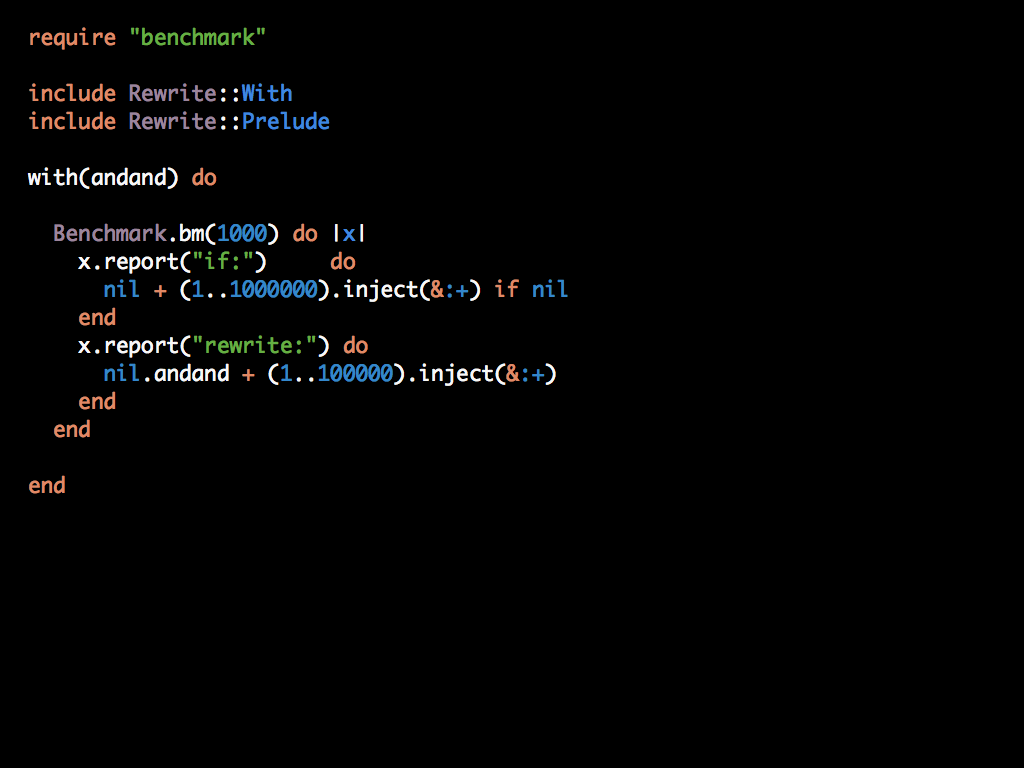 require "benchmark"
include Rewrite::With
include Rewrite::Prelude
with(andand) do
  Benchmark.bm(1000) do |x|
    x.report("if:")     do
      nil + (1..1000000).inject(&:+) if nil
    end
    x.report("rewrite:") do
      nil.andand + (1..100000).inject(&:+)
    end
  end
end